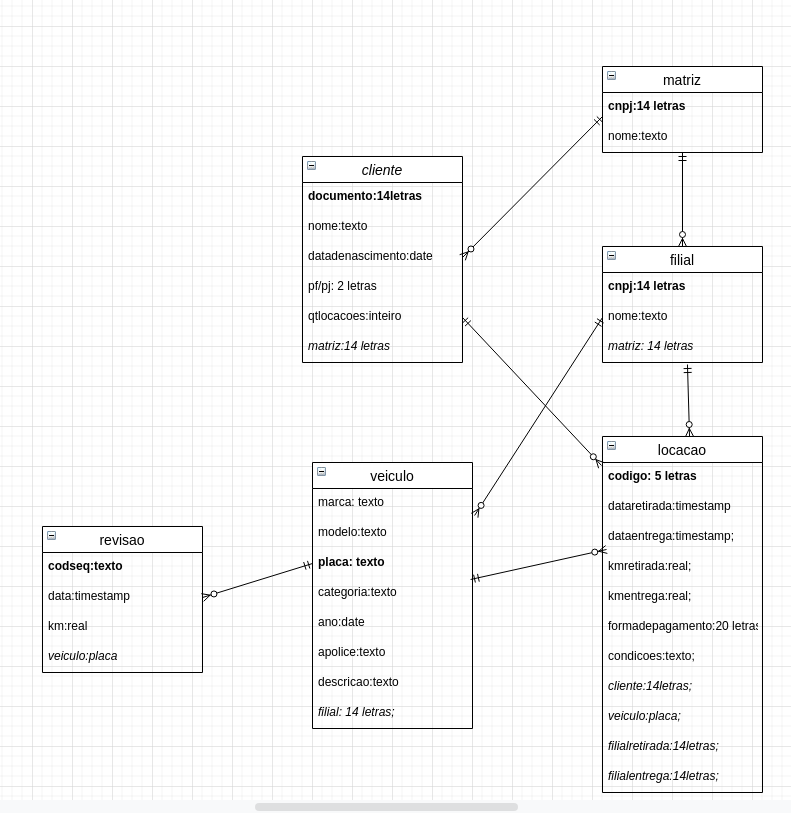 matriz
cnpj:14 letras
nome:texto
cliente
documento:14letras
nome:texto
datadenascimento:date
pf/pj: 2 letras
qtlocacoes:inteiro
matriz:14 letras
filial
cnpj:14 letras
nome:texto
matriz: 14 letras
locacao
codigo: 5 letras
dataretirada:timestamp
dataentrega:timestamp;
kmretirada:real;
kmentrega:real;
formadepagamento:20 letras
condicoes:texto;
cliente:14letras;
veiculo:placa;
filialretirada:14letras;
filialentrega:14letras;
veiculo
marca: texto
modelo:texto
placa: texto
categoria:texto
ano:date
apolice:texto
descricao:texto
filial: 14 letras;
revisao
codseq:texto
data:timestamp
km:real
veiculo:placa